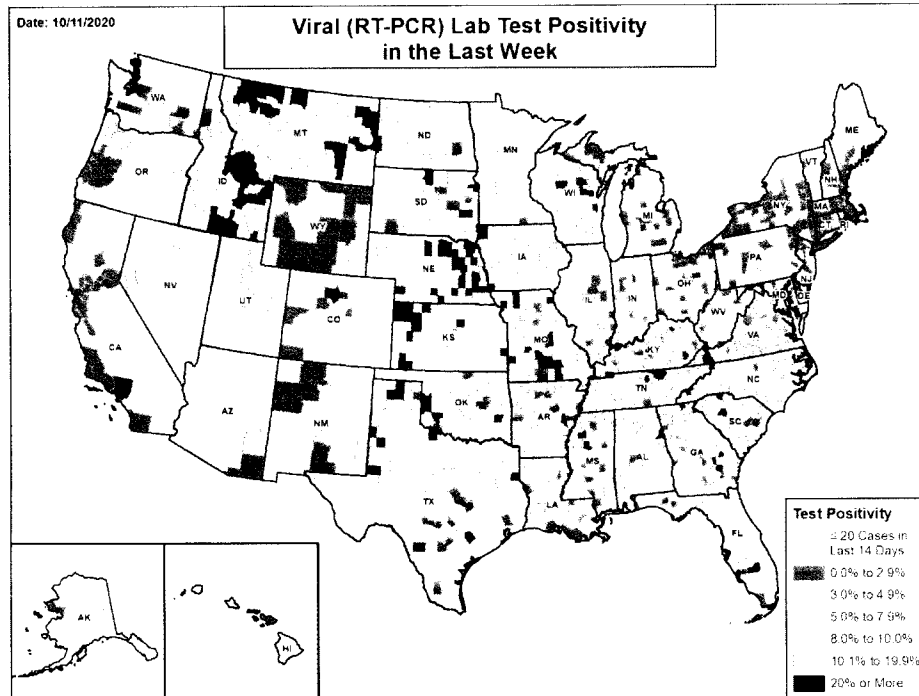 Date: 10/11/2020
Viral (RT-PCR) Lab Test Positivity
in the Last Week
WA
MT
ND
MN
ME
VT
NH
OR
ID
SD
WI
MI
NY
MA
RI
WY
NE
IA
PA
NJ
NV
UT
CO
KS
MO
IL
IN
OH
WV
MD
DE
VA
CA
KY
AZ
NM
OK
AR
TN
NC
SC
TX
LA
MS
AL
GA
FL
AK
HI
Test Positivity
≤ 20 Cases in
Last 14 Days
0.0% to 2.9%
3.0% to 4.9%
5.0% to 7.9%
8.0% to 10.0%
10.1% to 19.9%
20% or More